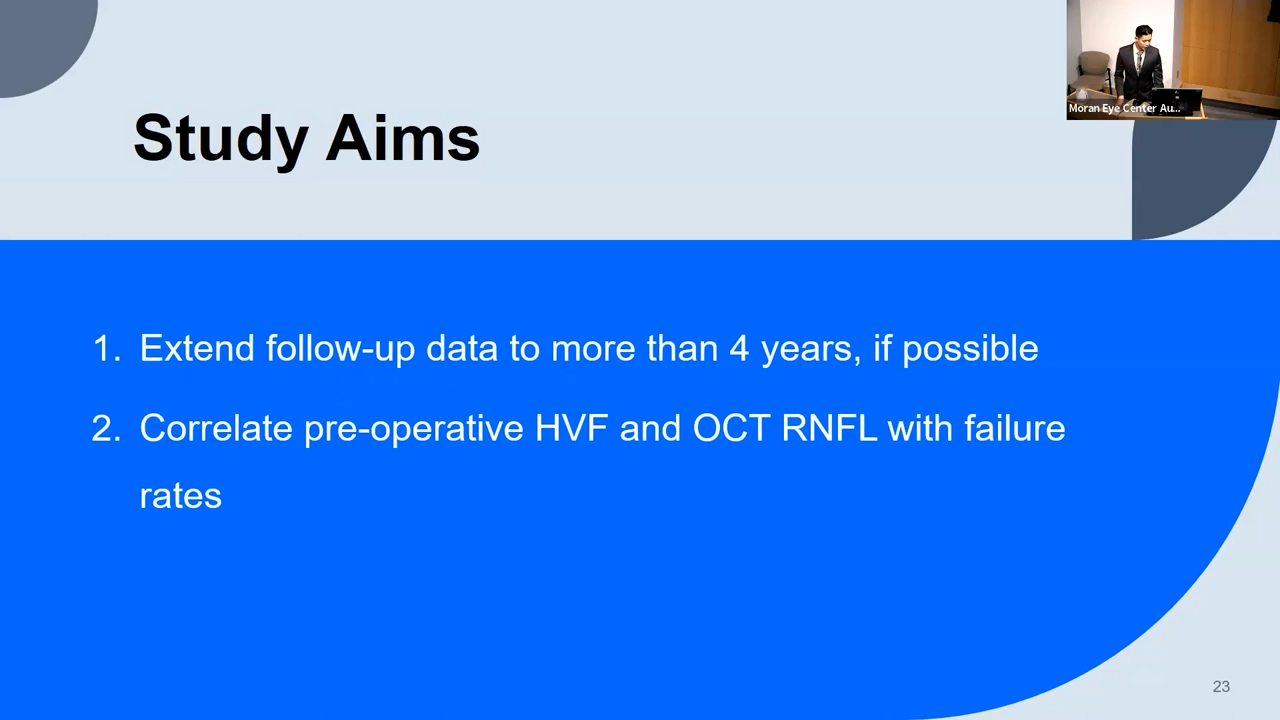 Moran Eye Center Au...
Study Aims
1. Extend follow-up data to more than 4 years, if possible
2. Correlate pre-operative HVF and OCT RNFL with failure
rates
23